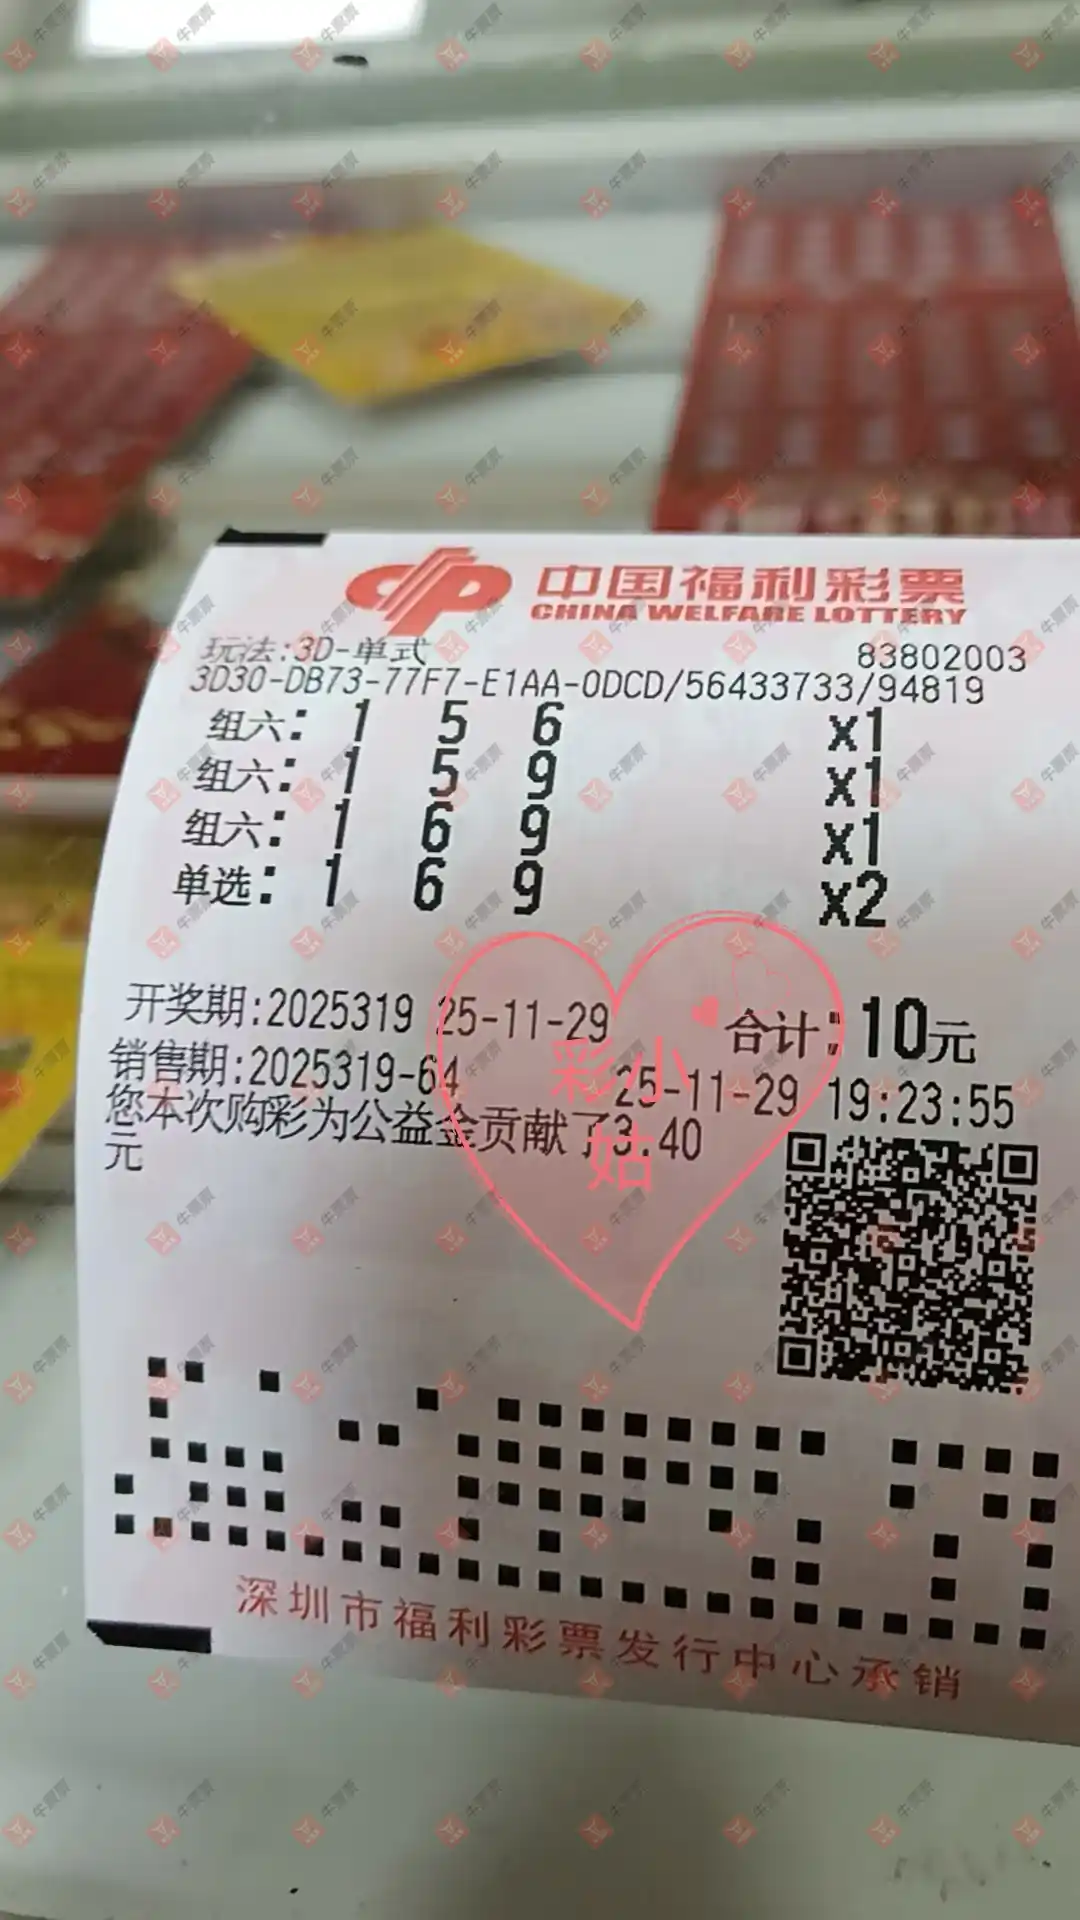 中国福利彩票
CHINA WELFARE LOTTERY
玩法:3D-单式 83802003
3D30-DB73-77F7-E1AA-0DCD/56433733/94819
组六: 1 5 6 x1
组六: 1 5 9 x1
组六: 1 6 9 x1
单选: 1 6 9 x2
开奖期:2025319 25-11-29 合计:10元
销售期:2025319-64 25-11-29 19:23:55
您本次购彩为公益金贡献了3.40
元
彩小
姑
深圳市福利彩票发行中心承销
牛票票